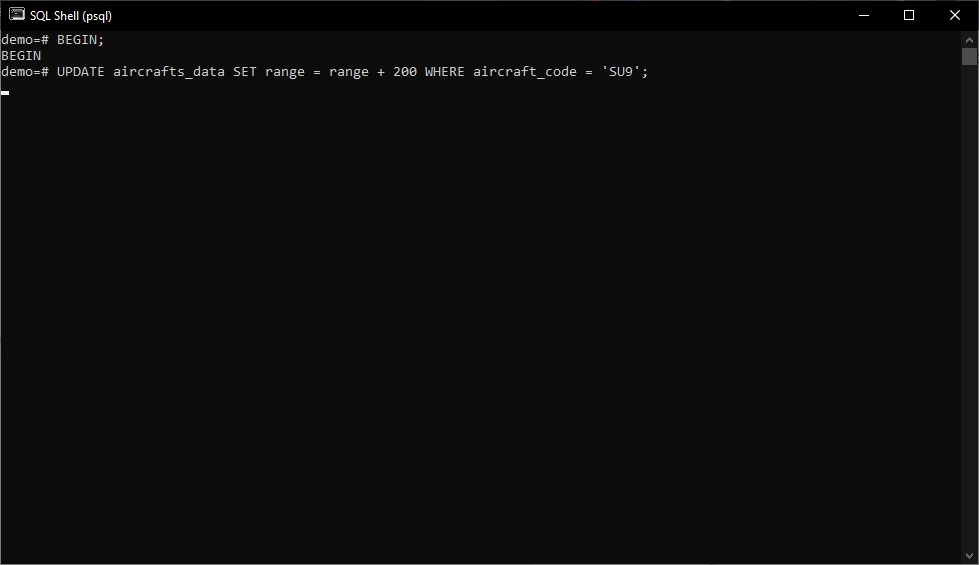 SQL Shell (psql)
demo=# BEGIN;
BEGIN
demo=# UPDATE aircrafts_data SET range = range + 200 WHERE aircraft_code = 'SU9';